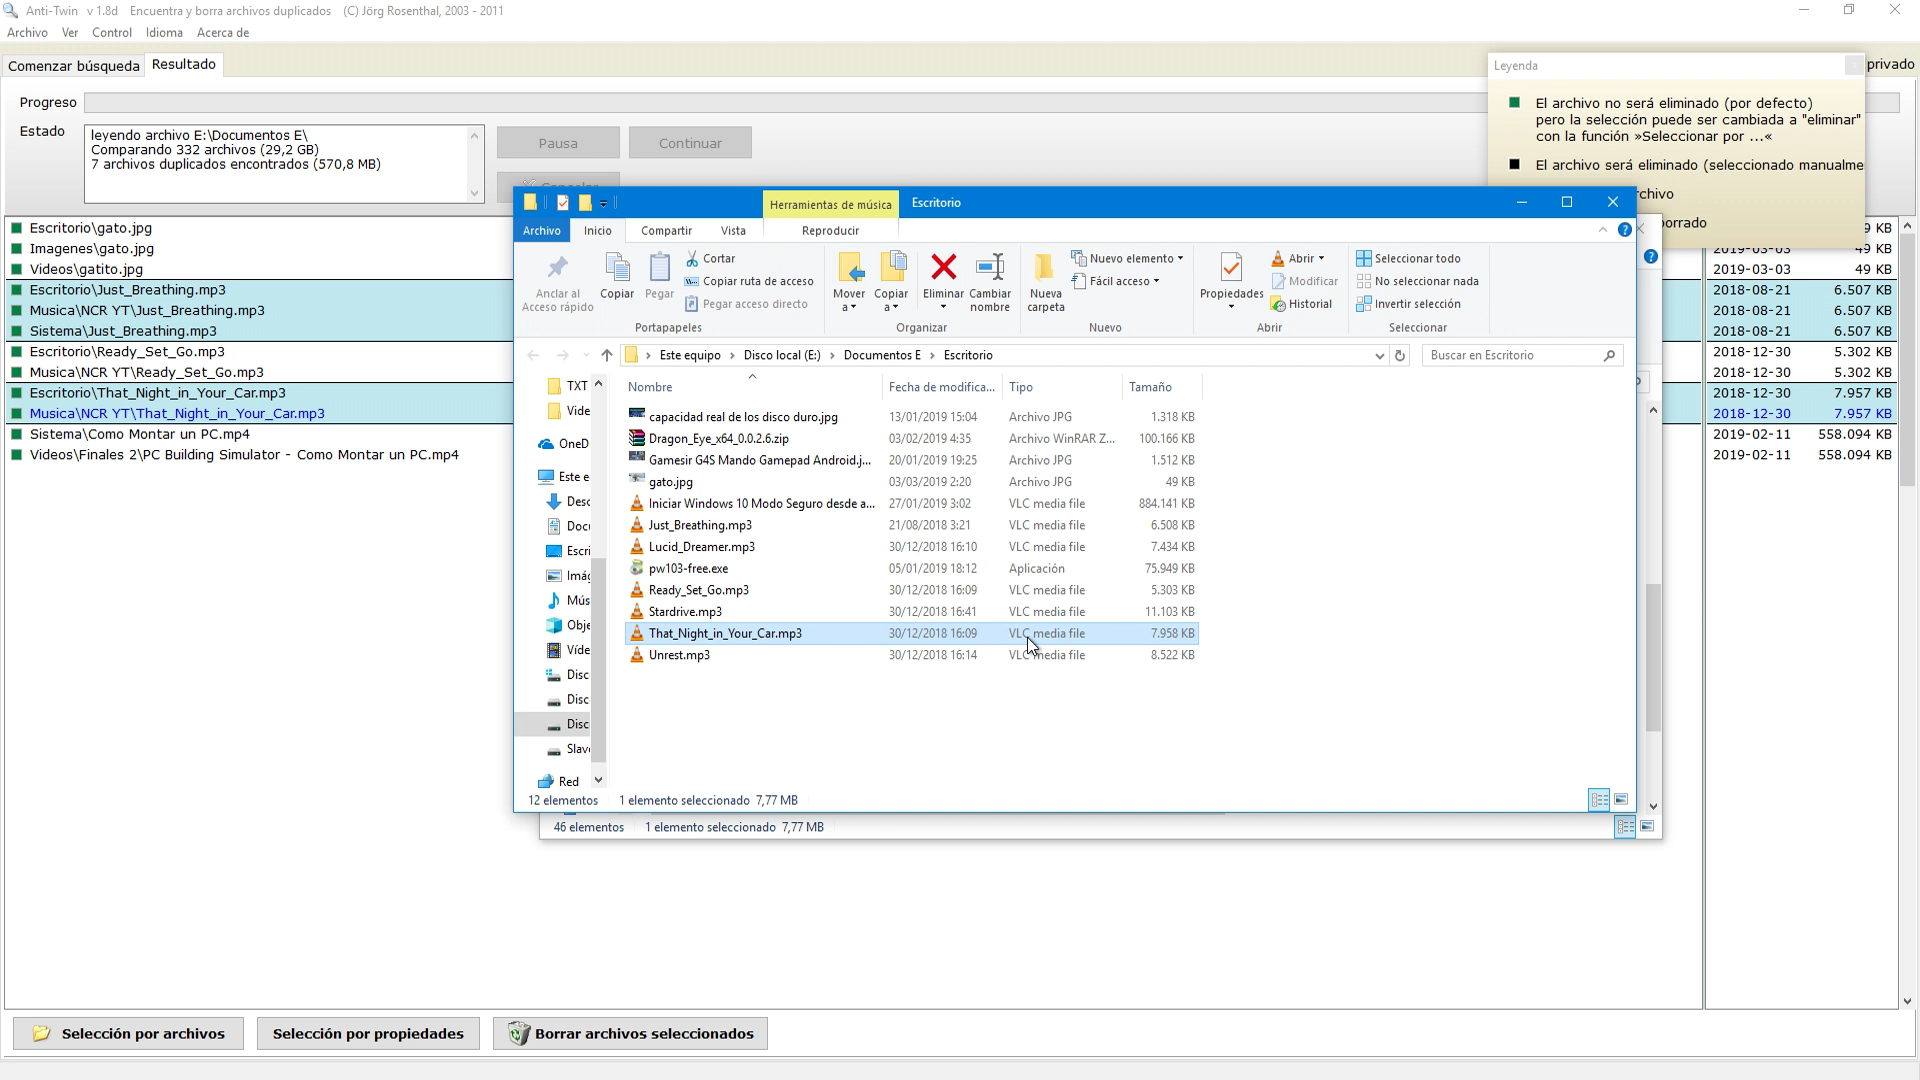 Anti-Twin v 1.8d Encuentra y borra archivos duplicados (C) Jörg Rosenthal, 2003 - 2011
Archivo Ver Control Idioma Acerca de
Comenzar búsqueda Resultado
privado
Progreso
Estado
leyendo archivo E:\Documentos E\
Comparando 332 archivos (29,2 GB)
7 archivos duplicados encontrados (570,8 MB)
Pausa Continuar
Leyenda
El archivo no será eliminado (por defecto)
pero la selección puede ser cambiada a "eliminar"
con la función »Seleccionar por ...«
El archivo será eliminado (seleccionado manualme
rchivo
borrado
Escritorio\gato.jpg
Imagenes\gato.jpg
Videos\gatito.jpg
Escritorio\Just_Breathing.mp3
Musica\NCR YT\Just_Breathing.mp3
Sistema\Just_Breathing.mp3
Escritorio\Ready_Set_Go.mp3
Musica\NCR YT\Ready_Set_Go.mp3
Escritorio\That_Night_in_Your_Car.mp3
Musica\NCR YT\That_Night_in_Your_Car.mp3
Sistema\Como Montar un PC.mp4
Videos\Finales 2\PC Building Simulator - Como Montar un PC.mp4
9 KB
2019-03-03 49 KB
2019-03-03 49 KB
2018-08-21 6.507 KB
2018-08-21 6.507 KB
2018-08-21 6.507 KB
2018-12-30 5.302 KB
2018-12-30 5.302 KB
2018-12-30 7.957 KB
2018-12-30 7.957 KB
2019-02-11 558.094 KB
2019-02-11 558.094 KB
Herramientas de música Escritorio
Archivo Inicio Compartir Vista Reproducir
Anclar al
Acceso rápido
Copiar
Pegar
Cortar
Copiar ruta de acceso
Pegar acceso directo
Portapapeles
Mover
a
Copiar
a
Eliminar
Cambiar
nombre
Organizar
Nueva
carpeta
Nuevo elemento
Fácil acceso
Nuevo
Propiedades
Abrir
Modificar
Historial
Abrir
Seleccionar todo
No seleccionar nada
Invertir selección
Seleccionar
Este equipo Disco local (E:) Documentos E Escritorio
Buscar en Escritorio
TXT
Vide
OneD
Este e
Desc
Docu
Escri
Imág
Mús
Obje
Víde
Disc
Disc
Disc
Slav
Red
Nombre Fecha de modifica... Tipo Tamaño
capacidad real de los disco duro.jpg 13/01/2019 15:04 Archivo JPG 1.318 KB
Dragon_Eye_x64_0.0.2.6.zip 03/02/2019 4:35 Archivo WinRAR Z... 100.166 KB
Gamesir G4S Mando Gamepad Android.j... 20/01/2019 19:25 Archivo JPG 1.512 KB
gato.jpg 03/03/2019 2:20 Archivo JPG 49 KB
Iniciar Windows 10 Modo Seguro desde a... 27/01/2019 3:02 VLC media file 884.141 KB
Just_Breathing.mp3 21/08/2018 3:21 VLC media file 6.508 KB
Lucid_Dreamer.mp3 30/12/2018 16:10 VLC media file 7.434 KB
pw103-free.exe 05/01/2019 18:12 Aplicación 75.949 KB
Ready_Set_Go.mp3 30/12/2018 16:09 VLC media file 5.303 KB
Stardrive.mp3 30/12/2018 16:41 VLC media file 11.103 KB
That_Night_in_Your_Car.mp3 30/12/2018 16:09 VLC media file 7.958 KB
Unrest.mp3 30/12/2018 16:14 VLC media file 8.522 KB
12 elementos 1 elemento seleccionado 7,77 MB
46 elementos 1 elemento seleccionado 7,77 MB
Selección por archivos Selección por propiedades Borrar archivos seleccionados